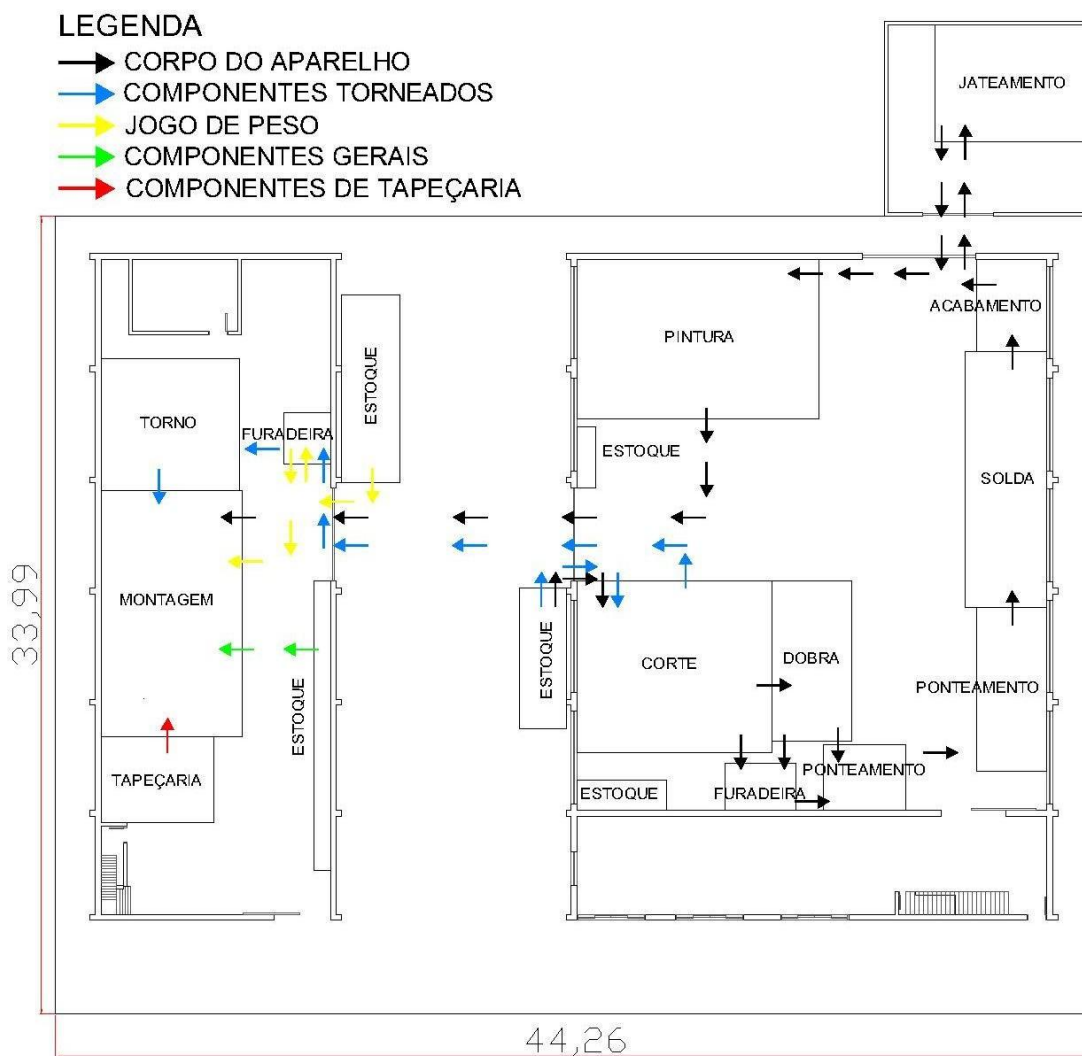 LEGENDA
CORPO DO APARELHO
COMPONENTES TORNEADOS
JOGO DE PESO
COMPONENTES GERAIS
COMPONENTES DE TAPEÇARIA
JATEAMENTO
ACABAMENTO
PINTURA
ESTOQUE
TORNO
FURADEIRA
ESTOQUE
SOLDA
MONTAGEM
ESTOQUE
ESTOQUE
CORTE
DOBRA
PONTEAMENTO
TAPEÇARIA
PONTEAMENTO
ESTOQUE
FURADEIRA
33,99
44,26